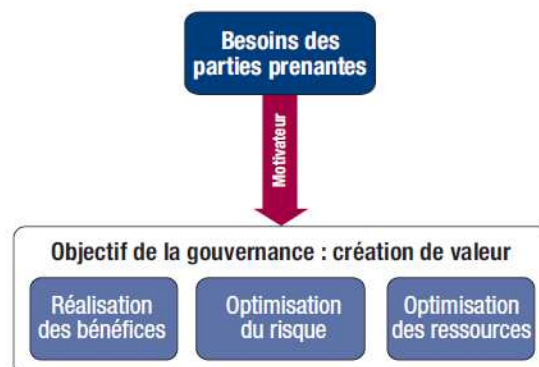 Besoins des
parties prenantes
Motivateur
Objectif de la gouvernance : création de valeur
Réalisation
des bénéfices
Optimisation
du risque
Optimisation
des ressources